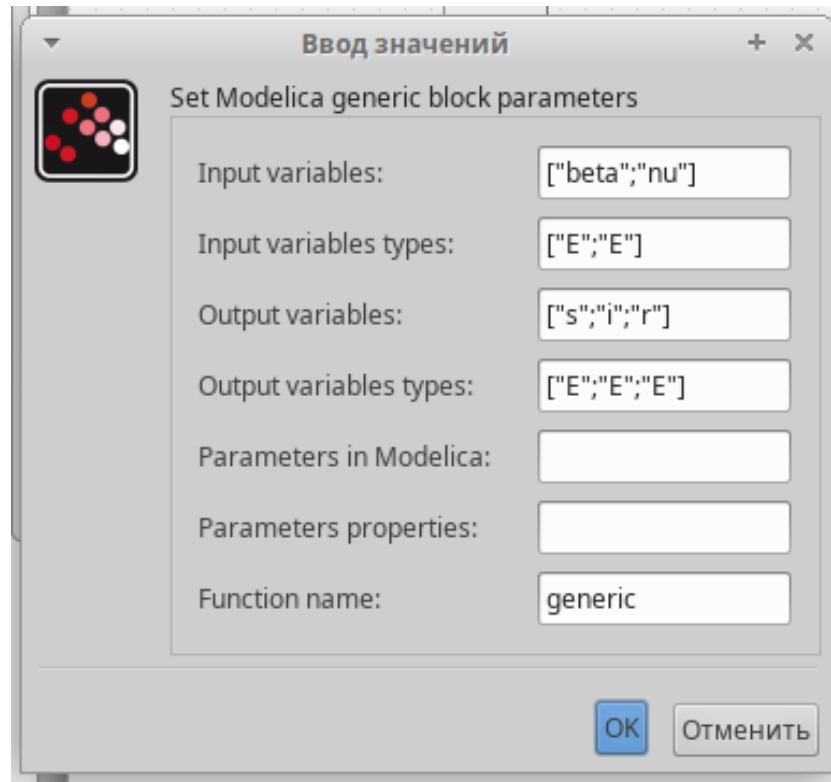 Ввод значений
Set Modelica generic block parameters
Input variables: ["beta";"nu"]
Input variables types: ["E";"E"]
Output variables: ["s";"i";"r"]
Output variables types: ["E";"E";"E"]
Parameters in Modelica:
Parameters properties:
Function name: generic
OK Отменить